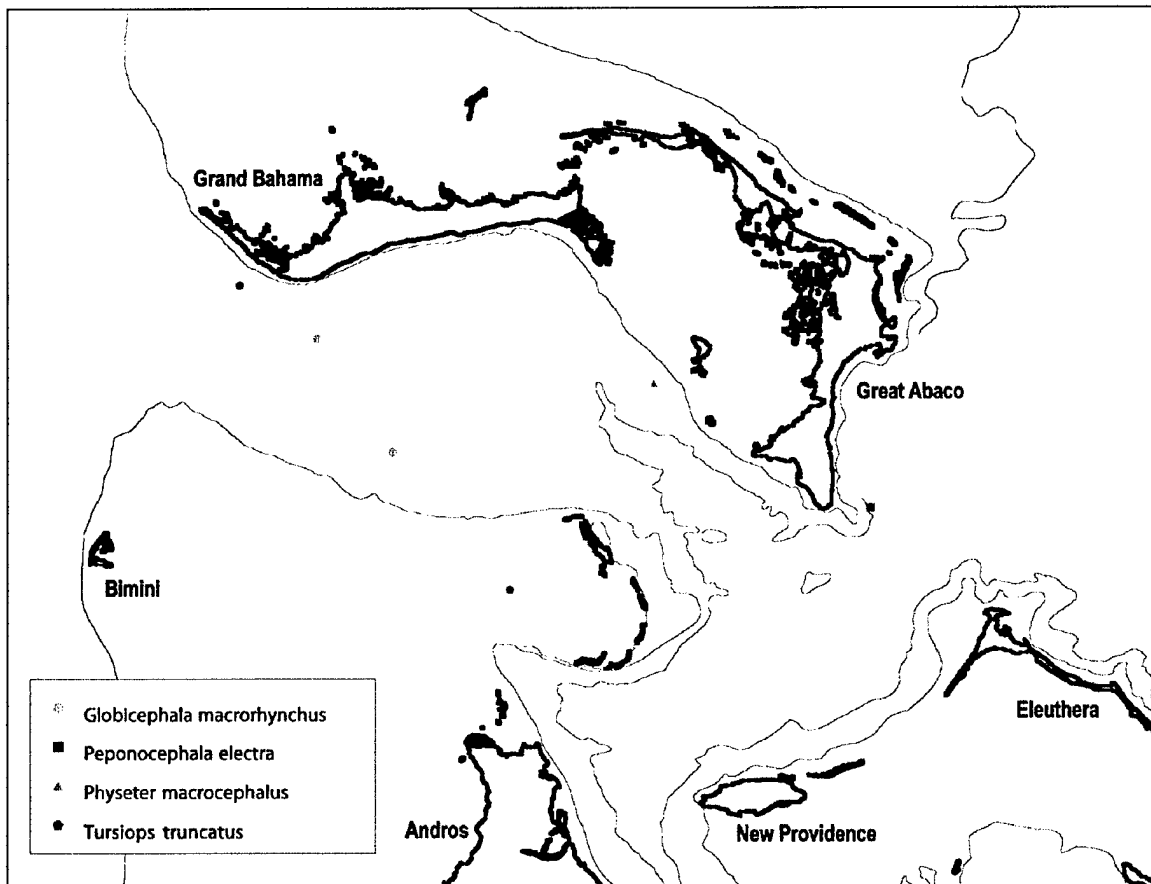 Grand Bahama
Great Abaco
Bimini
Eleuthera
Andros
New Providence
Globicephala macrorhynchus
Peponocephala electra
Physeter macrocephalus
Tursiops truncatus